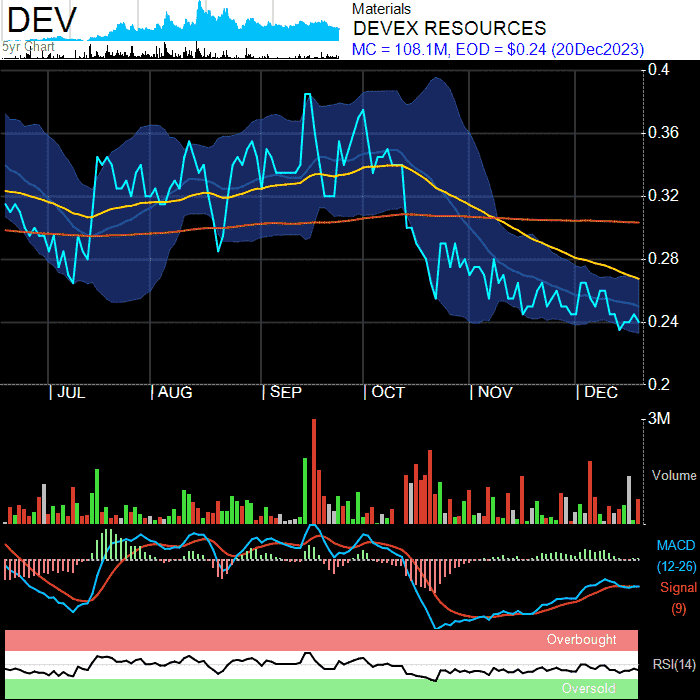 DEV
5yr Chart
Materials
DEVEX RESOURCES
MC = 108.1M, EOD = $0.24 (20Dec2023)
0.4
0.36
0.32
0.28
0.24
0.2
JUL AUG SEP OCT NOV DEC
3M
Volume
MACD
(12-26)
Signal
(9)
Overbought
RSI(14)
Oversold